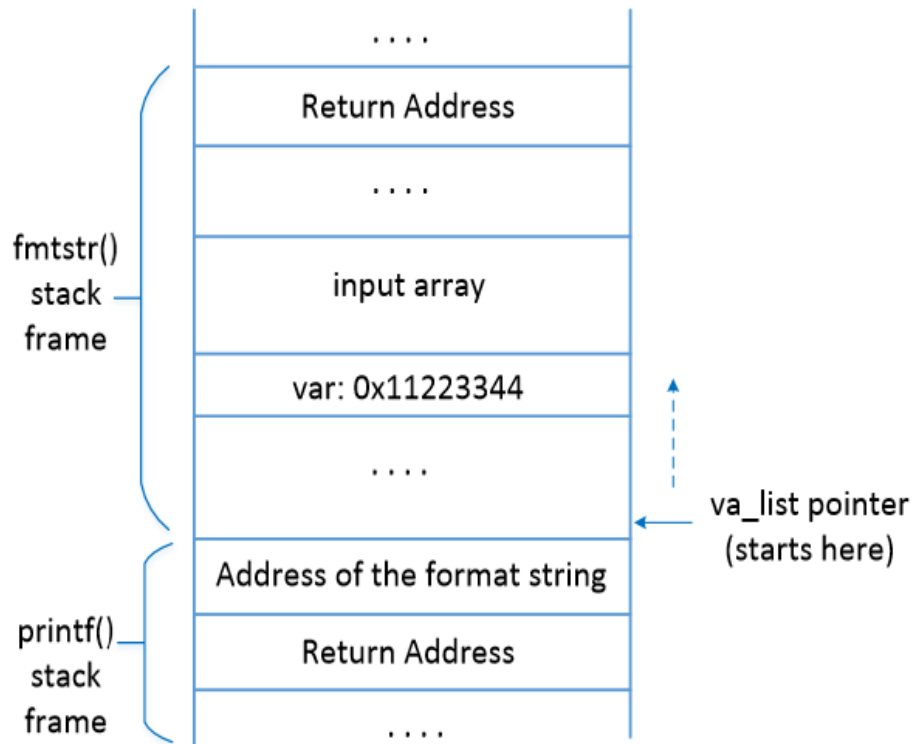 . . . .
Return Address
. . . .
fmtstr()
stack
frame
input array
var: 0x11223344
. . . .
va_list pointer
(starts here)
Address of the format string
printf()
stack
frame
Return Address
. . . .